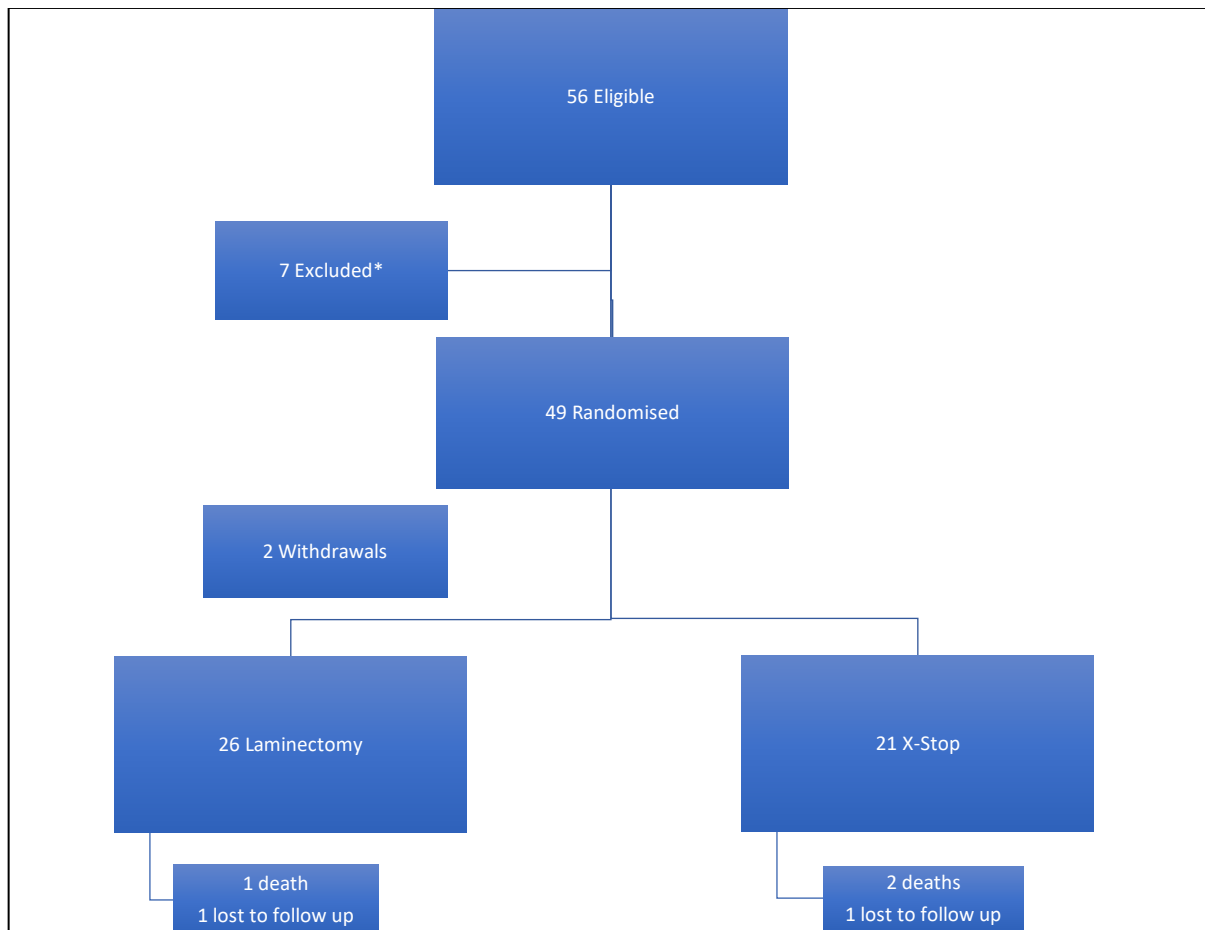 56 Eligible
7 Excluded*
49 Randomised
2 Withdrawals
26 Laminectomy
21 X-Stop
1 death
1 lost to follow up
2 deaths
1 lost to follow up